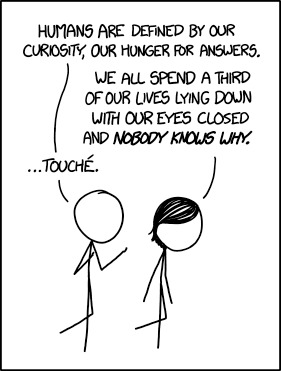 HUMANS ARE DEFINED BY OUR
CURIOSITY, OUR HUNGER FOR ANSWERS.
WE ALL SPEND A THIRD
OF OUR LIVES LYING DOWN
WITH OUR EYES CLOSED
AND NOBODY KNOWS WHY.
...TOUCHÉ.